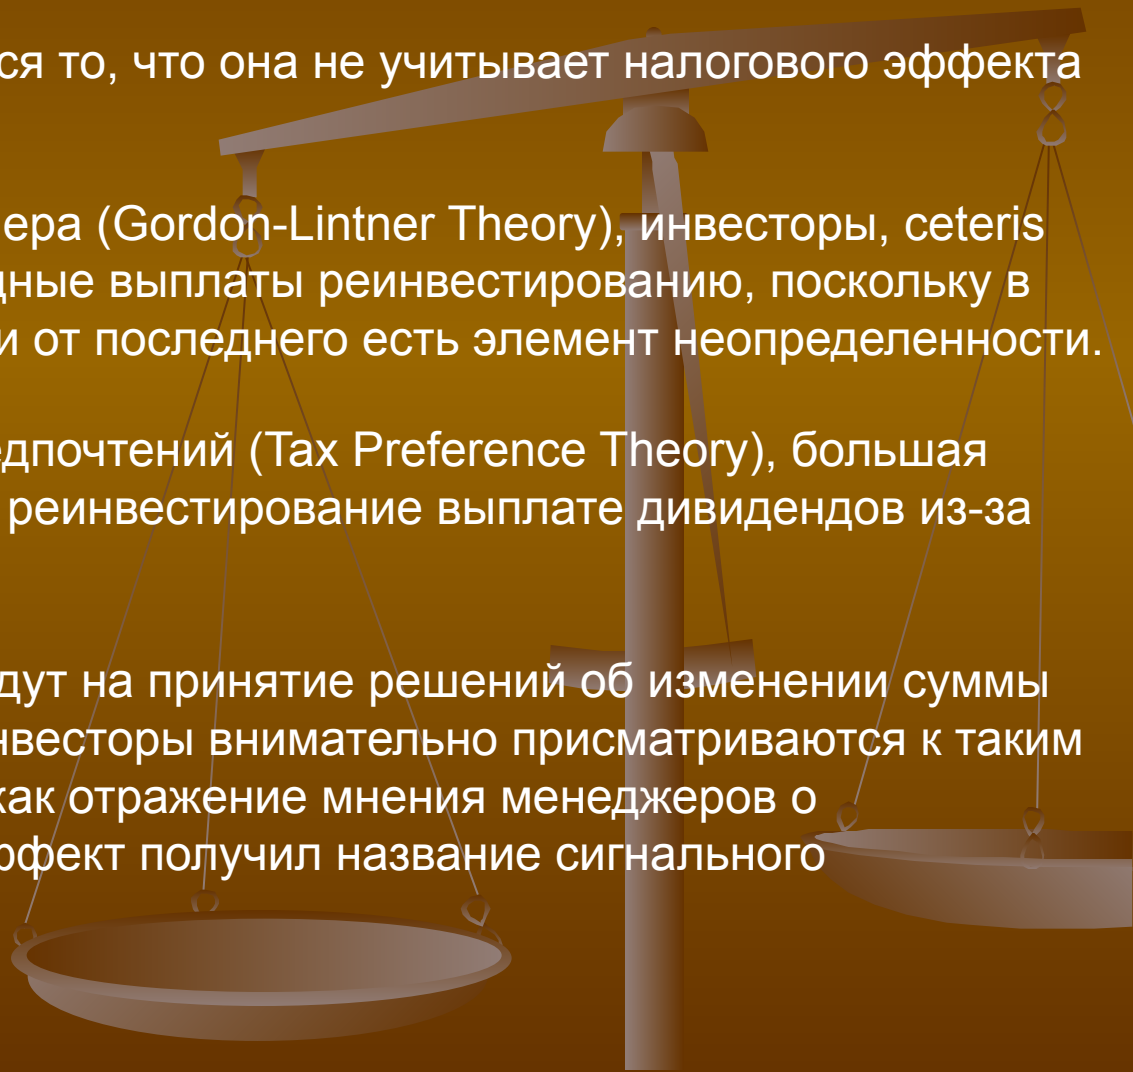 ся то, что она не учитывает налогового эффекта
ера (Gordon-Lintner Theory), инвесторы, ceteris
дные выплаты реинвестированию, поскольку в
и от последнего есть элемент неопределенности.
едпочтений (Tax Preference Theory), большая
реинвестирование выплате дивидендов из-за
дут на принятие решений об изменении суммы
нвесторы внимательно присматриваются к таким
как отражение мнения менеджеров о
ффект получил название сигнального